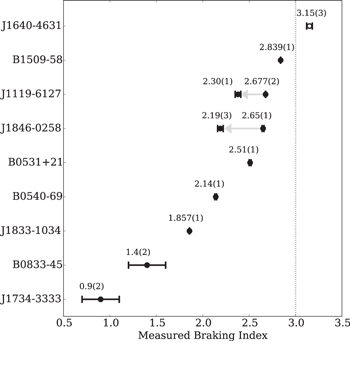 3.15(3)
J1640-4631
2.839(1)
B1509-58
2.30(1) 2.677(2)
J1119-6127
2.19(3) 2.65(1)
J1846-0258
2.51(1)
B0531+21
2.14(1)
B0540-69
1.857(1)
J1833-1034
1.4(2)
B0833-45
0.9(2)
J1734-3333
0.5 1.0 1.5 2.0 2.5 3.0 3.5
Measured Braking Index